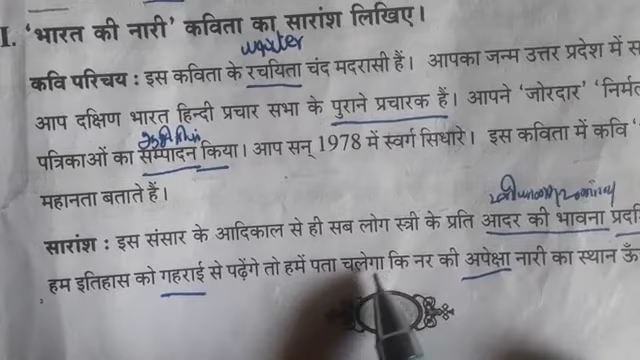 I. 'भारत की नारी' कविता का सारांश लिखिए।
writer
कवि परिचय : इस कविता के रचयिता चंद मदरासी हैं। आपका जन्म उत्तर प्रदेश में
आप दक्षिण भारत हिन्दी प्रचार सभा के पुराने प्रचारक हैं। आपने 'जोरदार' 'निर्मल
पत्रिकाओं का सम्पादन किया। आप सन् 1978 में स्वर्ग सिधारे। इस कविता में कवि '
महानता बताते हैं।
सारांश : इस संसार के आदिकाल से ही सब लोग स्त्री के प्रति आदर की भावना
हम इतिहास को गहराई से पढ़ेंगे तो हमें पता चलेगा कि नर की अपेक्षा नारी का स्थान